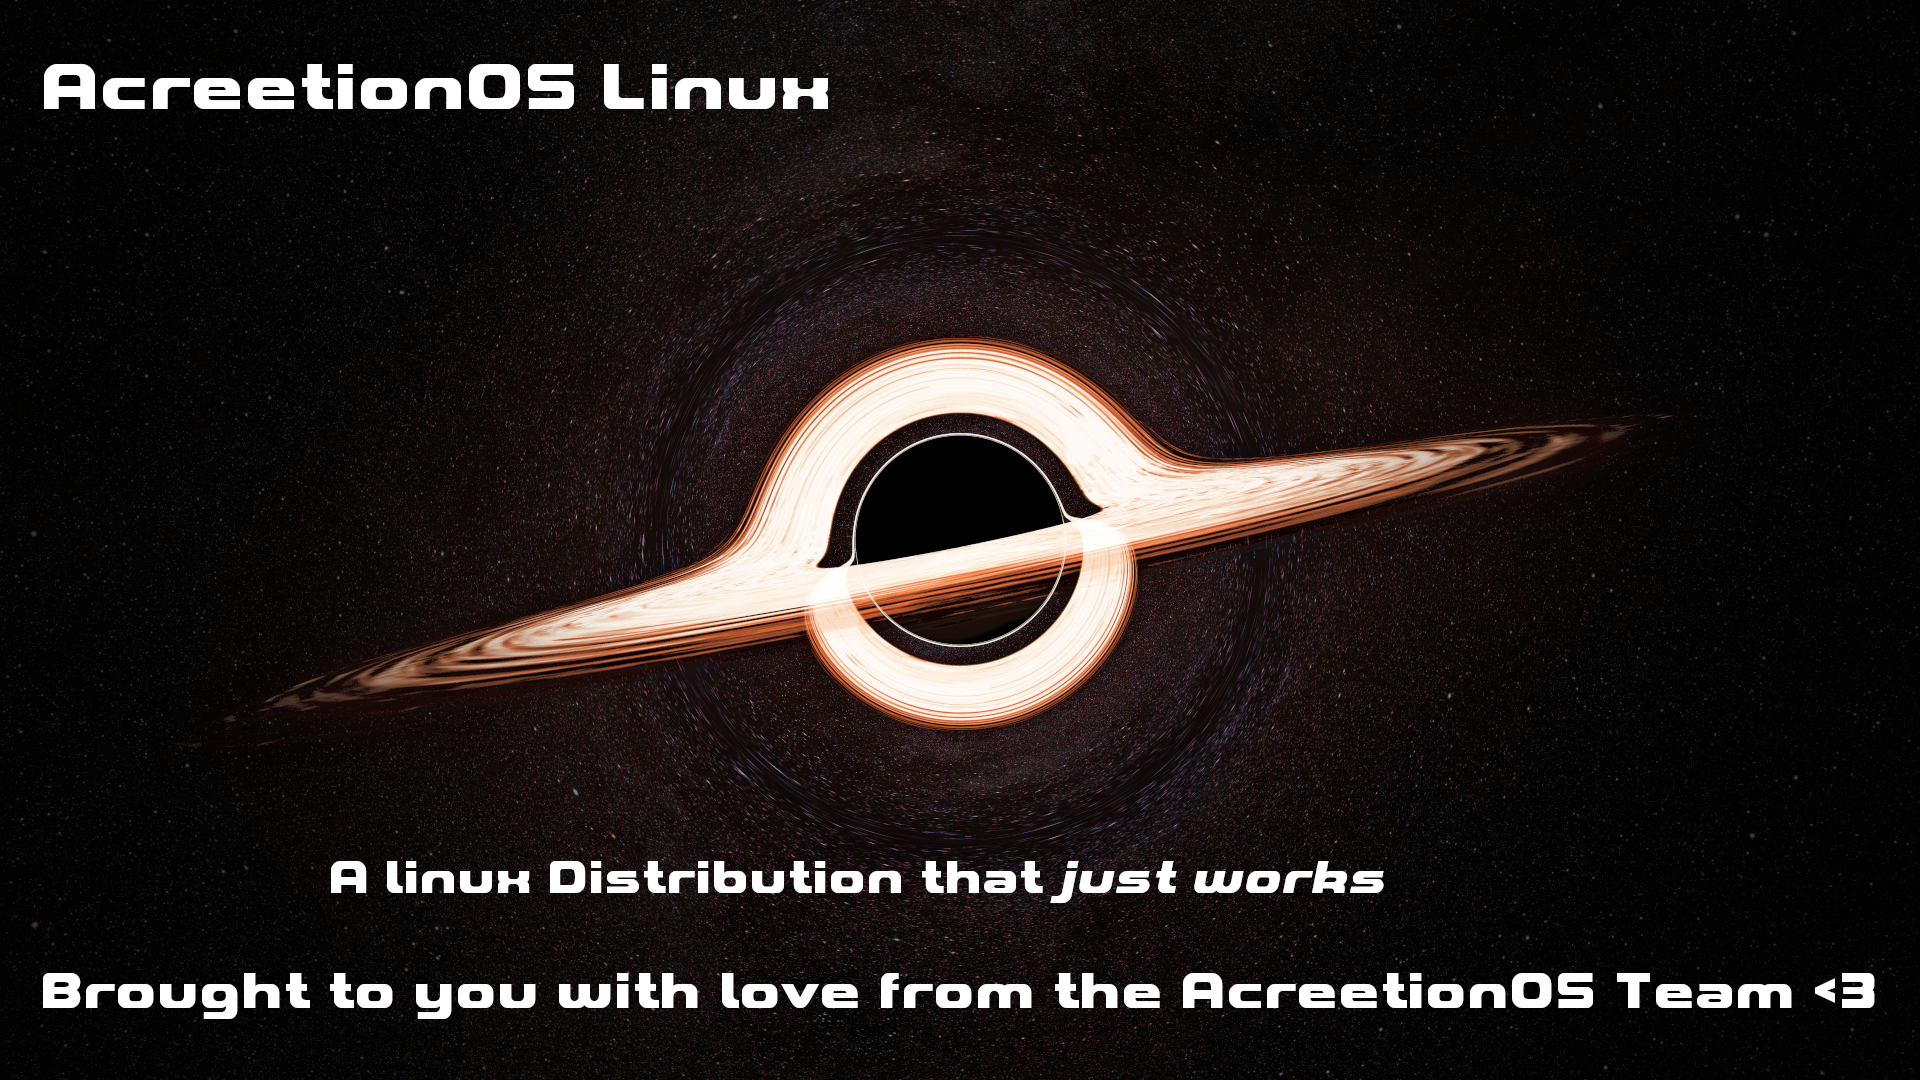 AcreetionOS Linux
A linux Distribution that just works
Brought to you with love from the AcreetionOS Team <3